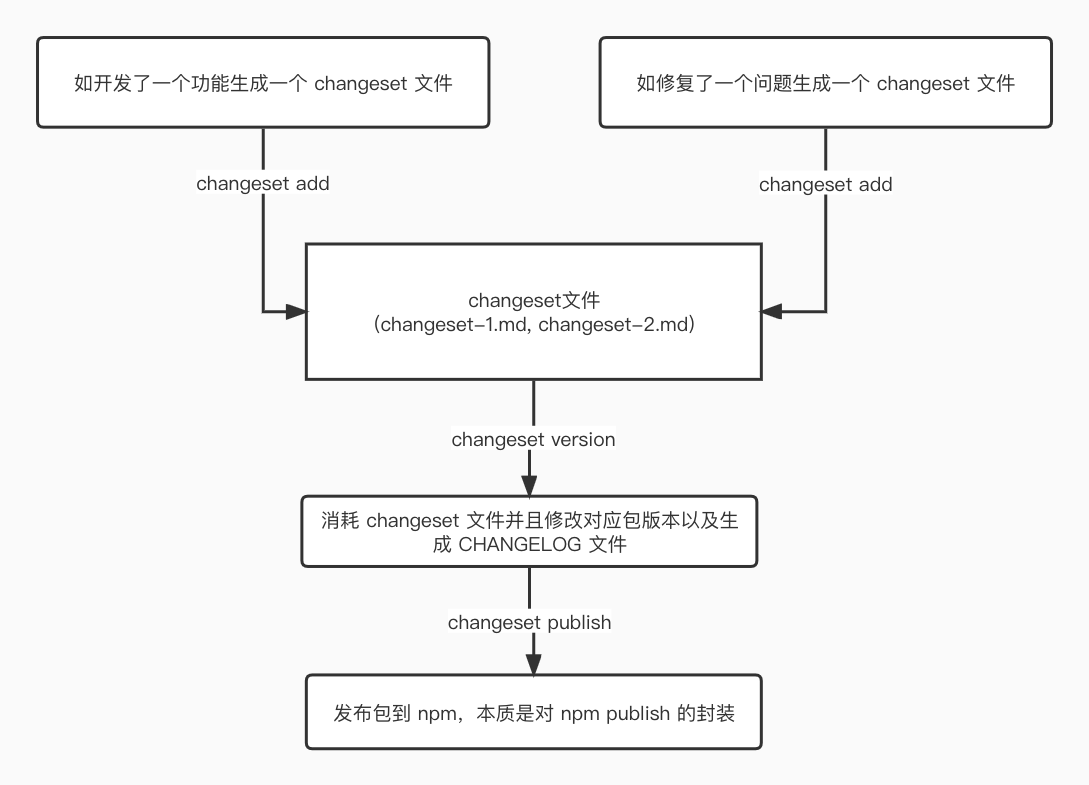 如开发了一个功能生成一个 changeset 文件
如修复了一个问题生成一个 changeset 文件
changeset add
changeset add
changeset文件
(changeset-1.md, changeset-2.md)
changeset version
消耗 changeset 文件并且修改对应包版本以及生
成 CHANGELOG 文件
changeset publish
发布包到 npm，本质是对 npm publish 的封装